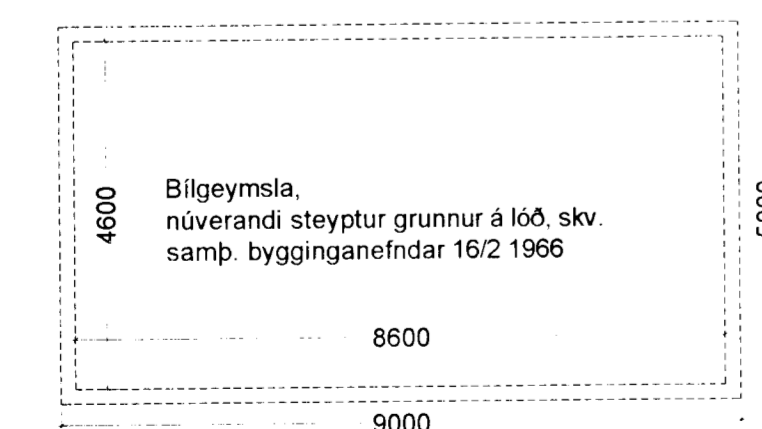 4600
Bílgeymsla,
núverandi steyptur grunnur á lóð, skv.
samþ. bygginganefndar 16/2 1966
8600
9000